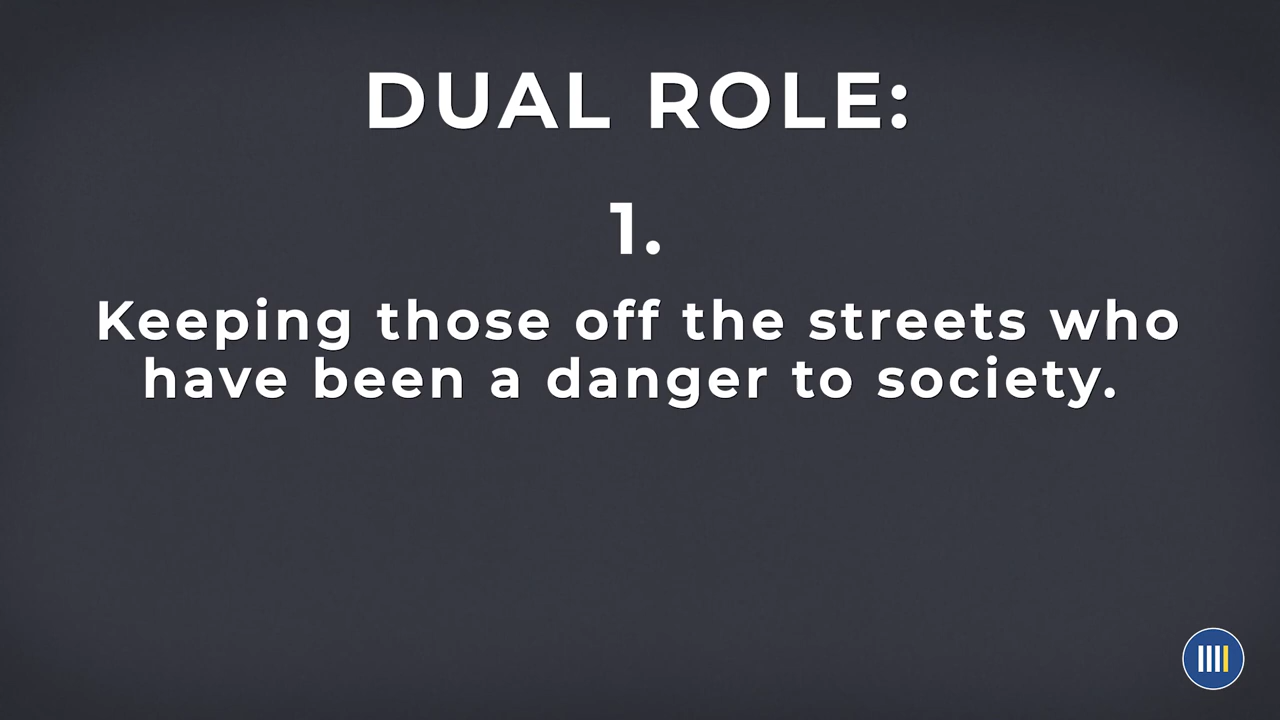 DUAL ROLE:
1.
Keeping those off the streets who
have been a danger to society.